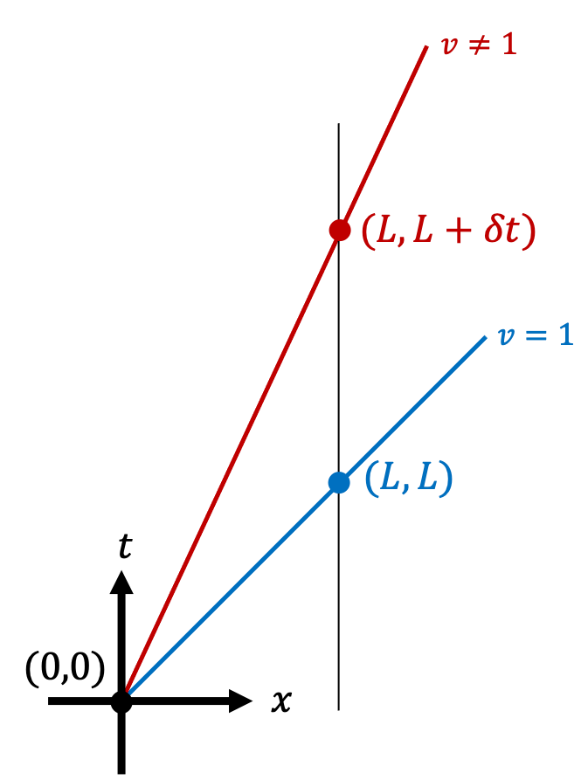 v ≠ 1
(L, L + δt)
v = 1
(L, L)
t
(0,0)
x